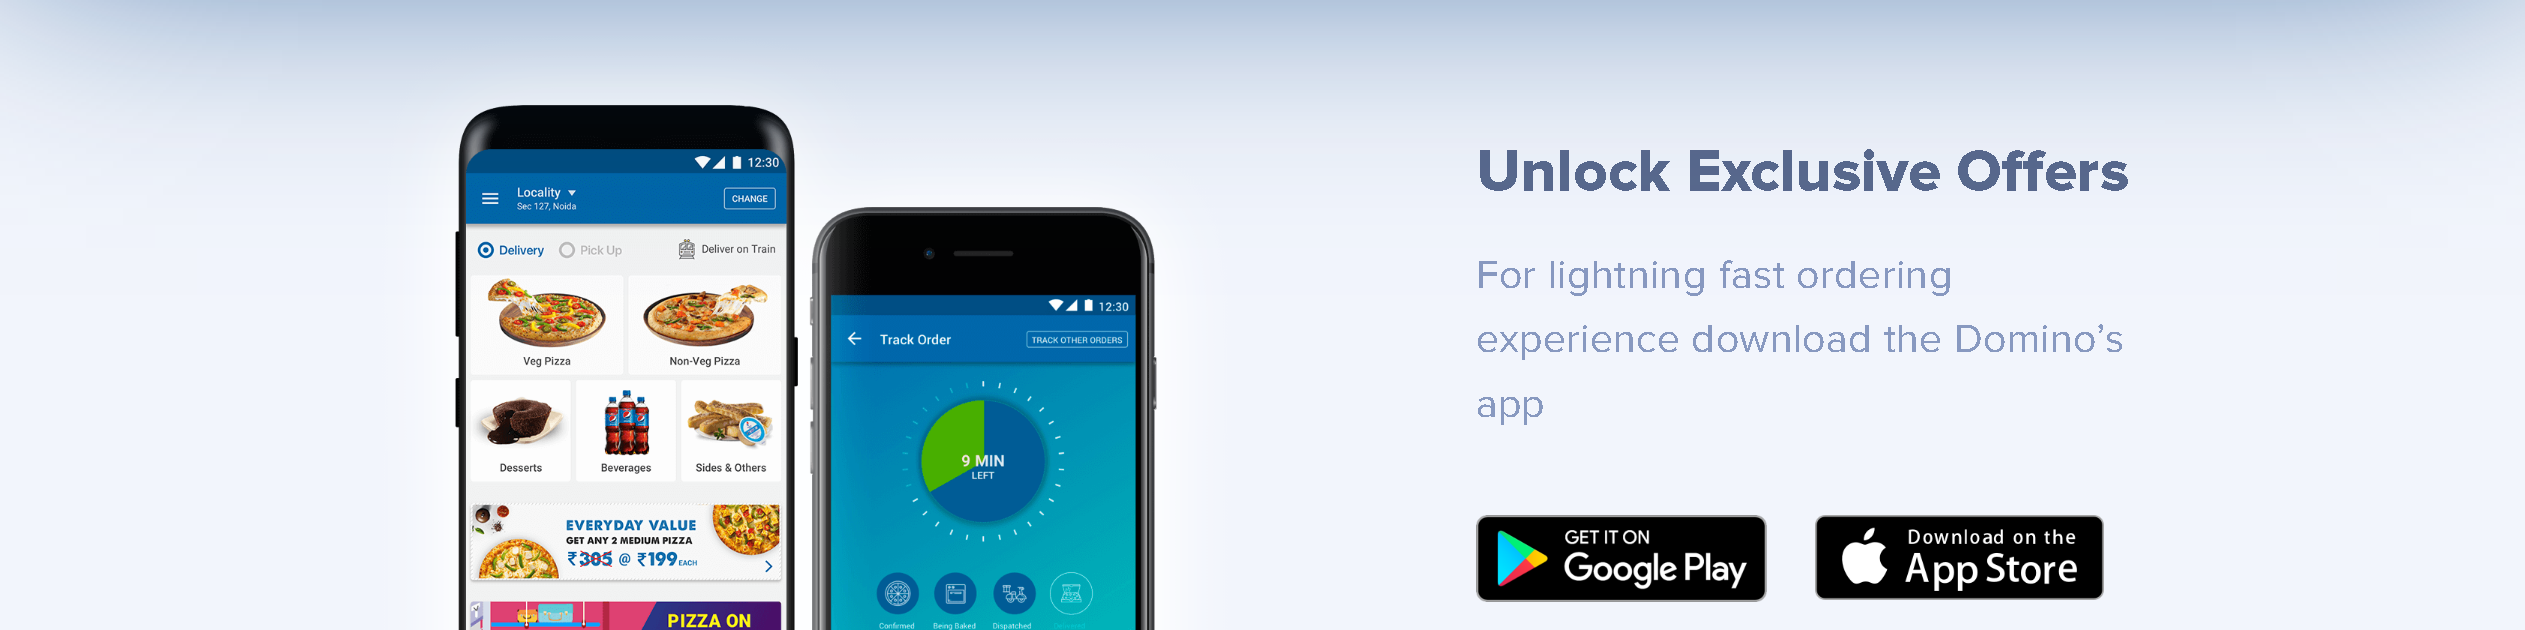 12:30
Locality
Sec 127, Noida
CHANGE
Delivery
Pick Up
Deliver on Train
Veg Pizza
Non-Veg Pizza
Desserts
Beverages
Sides & Others
EVERYDAY VALUE
GET ANY 2 MEDIUM PIZZA
₹305 @ ₹199 EACH
PIZZA ON
12:30
Track Order
TRACK OTHER ORDERS
9 MIN
LEFT
Confirmed
Being Baked
Dispatched
Unlock Exclusive Offers
For lightning fast ordering
experience download the Domino's
app
GET IT ON
Google Play
Download on the
App Store